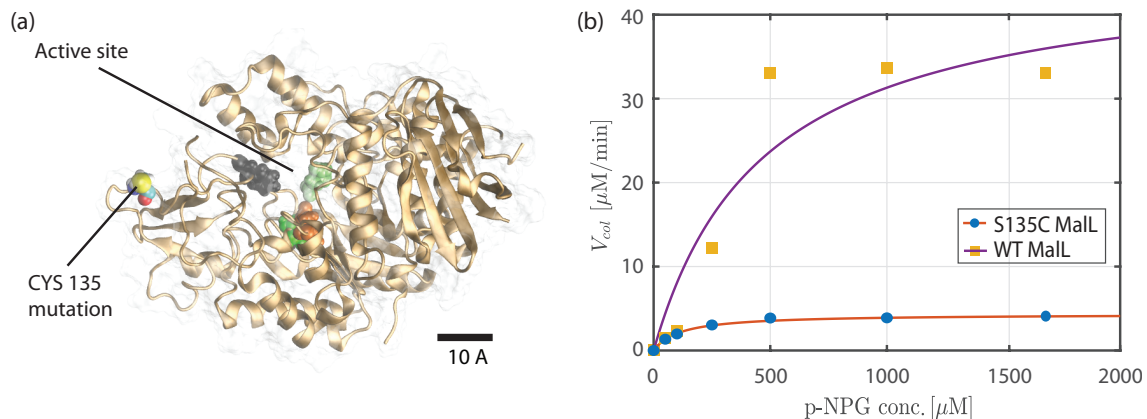 (a)
Active site
CYS 135
mutation
10 A
(b)
V_col [μM/min]
40
30
20
10
0
0
500
1000
1500
2000
p-NPG conc. [μM]
S135C MalL
WT MalL